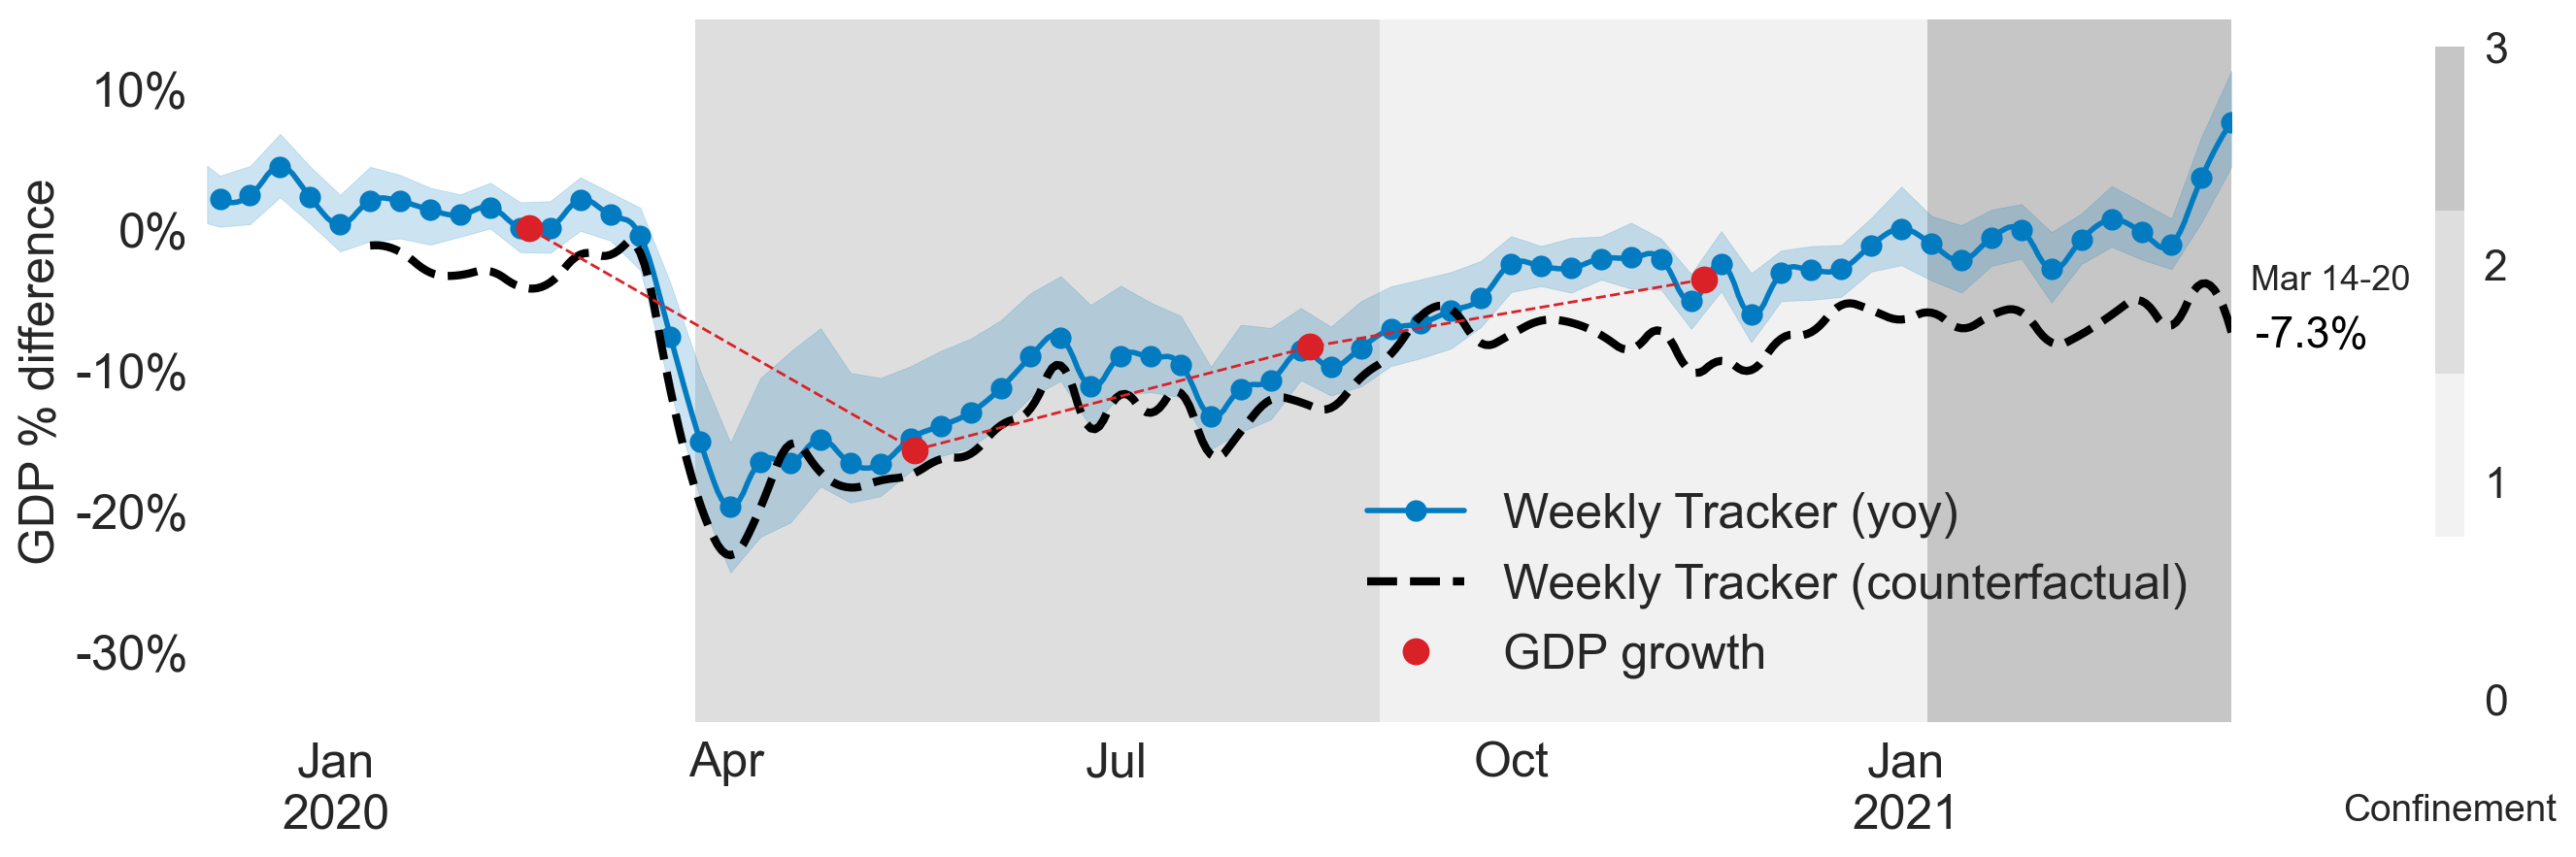 GDP % difference
10%
0%
-10%
-20%
-30%
Jan
2020
Apr
Jul
Oct
Jan
2021
Weekly Tracker (yoy)
Weekly Tracker (counterfactual)
GDP growth
Mar 14-20
-7.3%
3
2
1
0
Confinement